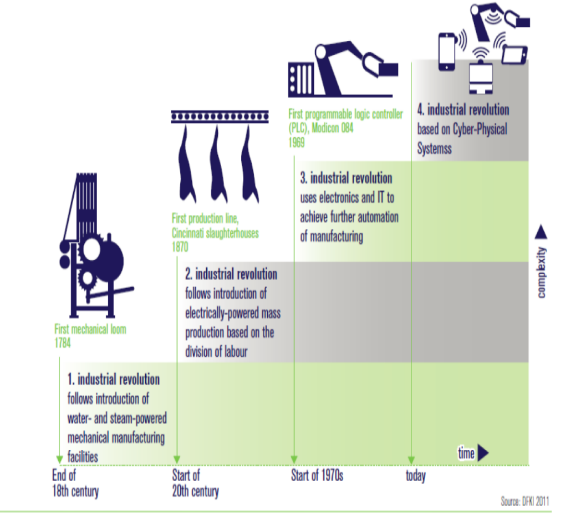 First mechanical loom
1784
First production line,
Cincinnati slaughterhouses
1870
First programmable logic controller
(PLC), Modicon 084
1969
1. industrial revolution
follows introduction of
water- and steam-powered
mechanical manufacturing
facilities
2. industrial revolution
follows introduction of
electrically-powered mass
production based on the
division of labour
3. industrial revolution
uses electronics and IT to
achieve further automation
of manufacturing
4. industrial revolution
based on Cyber-Physical
Systemss
complexity
time
End of
18th century
Start of
20th century
Start of 1970s
today
Source: DFKI 2011